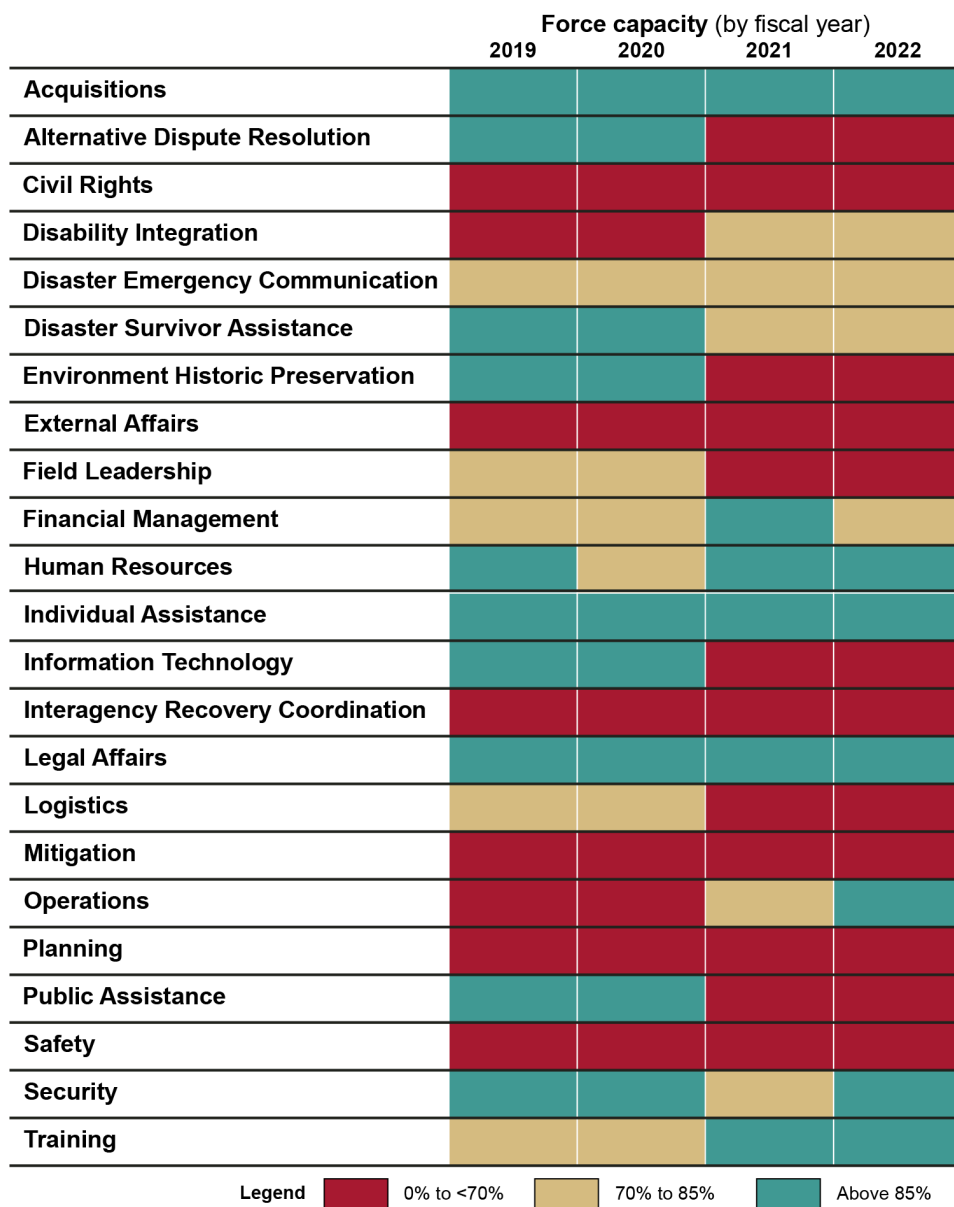 Force capacity (by fiscal year)
2019 2020 2021 2022
Acquisitions
Alternative Dispute Resolution
Civil Rights
Disability Integration
Disaster Emergency Communication
Disaster Survivor Assistance
Environment Historic Preservation
External Affairs
Field Leadership
Financial Management
Human Resources
Individual Assistance
Information Technology
Interagency Recovery Coordination
Legal Affairs
Logistics
Mitigation
Operations
Planning
Public Assistance
Safety
Security
Training
Legend 0% to <70% 70% to 85% Above 85%